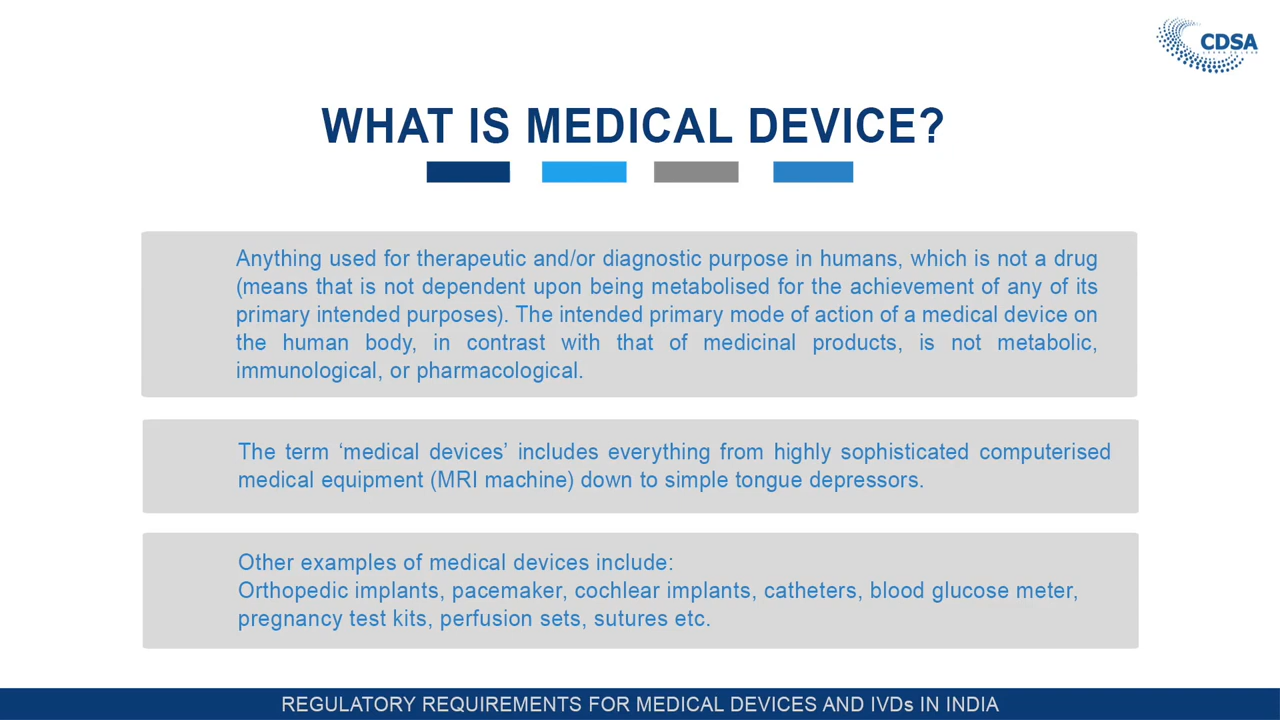 CDSA
WHAT IS MEDICAL DEVICE?
Anything used for therapeutic and/or diagnostic purpose in humans, which is not a drug
(means that is not dependent upon being metabolised for the achievement of any of its
primary intended purposes). The intended primary mode of action of a medical device on
the human body, in contrast with that of medicinal products, is not metabolic,
immunological, or pharmacological.
The term ‘medical devices’ includes everything from highly sophisticated computerised
medical equipment (MRI machine) down to simple tongue depressors.
Other examples of medical devices include:
Orthopedic implants, pacemaker, cochlear implants, catheters, blood glucose meter,
pregnancy test kits, perfusion sets, sutures etc.
REGULATORY REQUIREMENTS FOR MEDICAL DEVICES AND IVDs IN INDIA